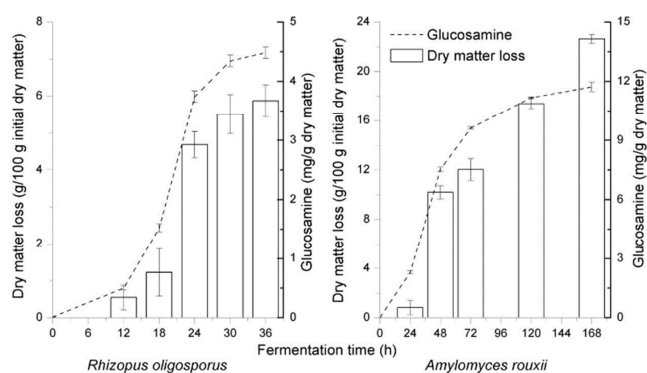 8
6
4
2
0
Dry matter loss (g/100 g initial dry matter)
5
4
3
2
1
0
Glucosamine (mg/g dry matter)
0 6 12 18 24 30 36
Rhizopus oligosporus
24
20
16
12
8
4
0
Dry matter loss (g/100 g initial dry matter)
Glucosamine
Dry matter loss
15
12
9
6
3
0
Glucosamine (mg/g dry matter)
0 24 48 72 96 120 144 168
Amylomyces rouxii
Fermentation time (h)